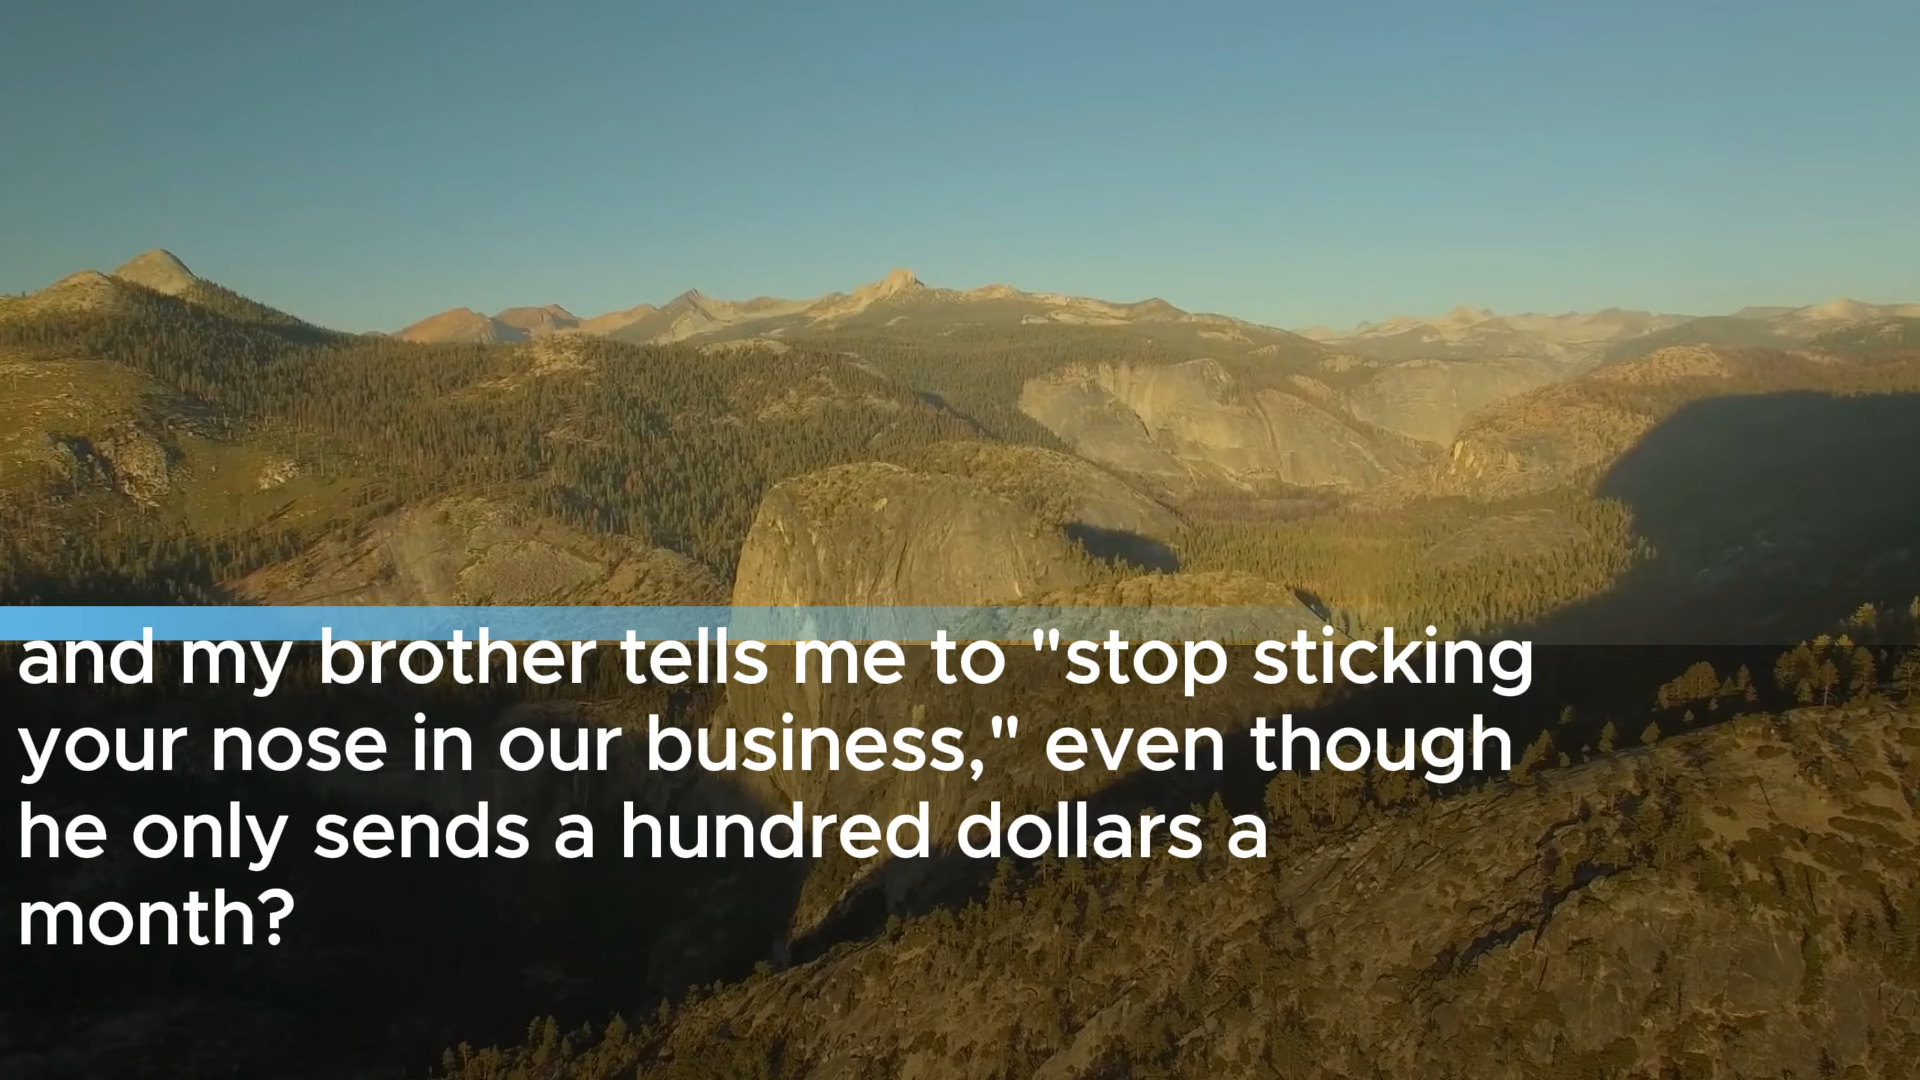 and my brother tells me to "stop sticking
your nose in our business," even though
he only sends a hundred dollars a
month?